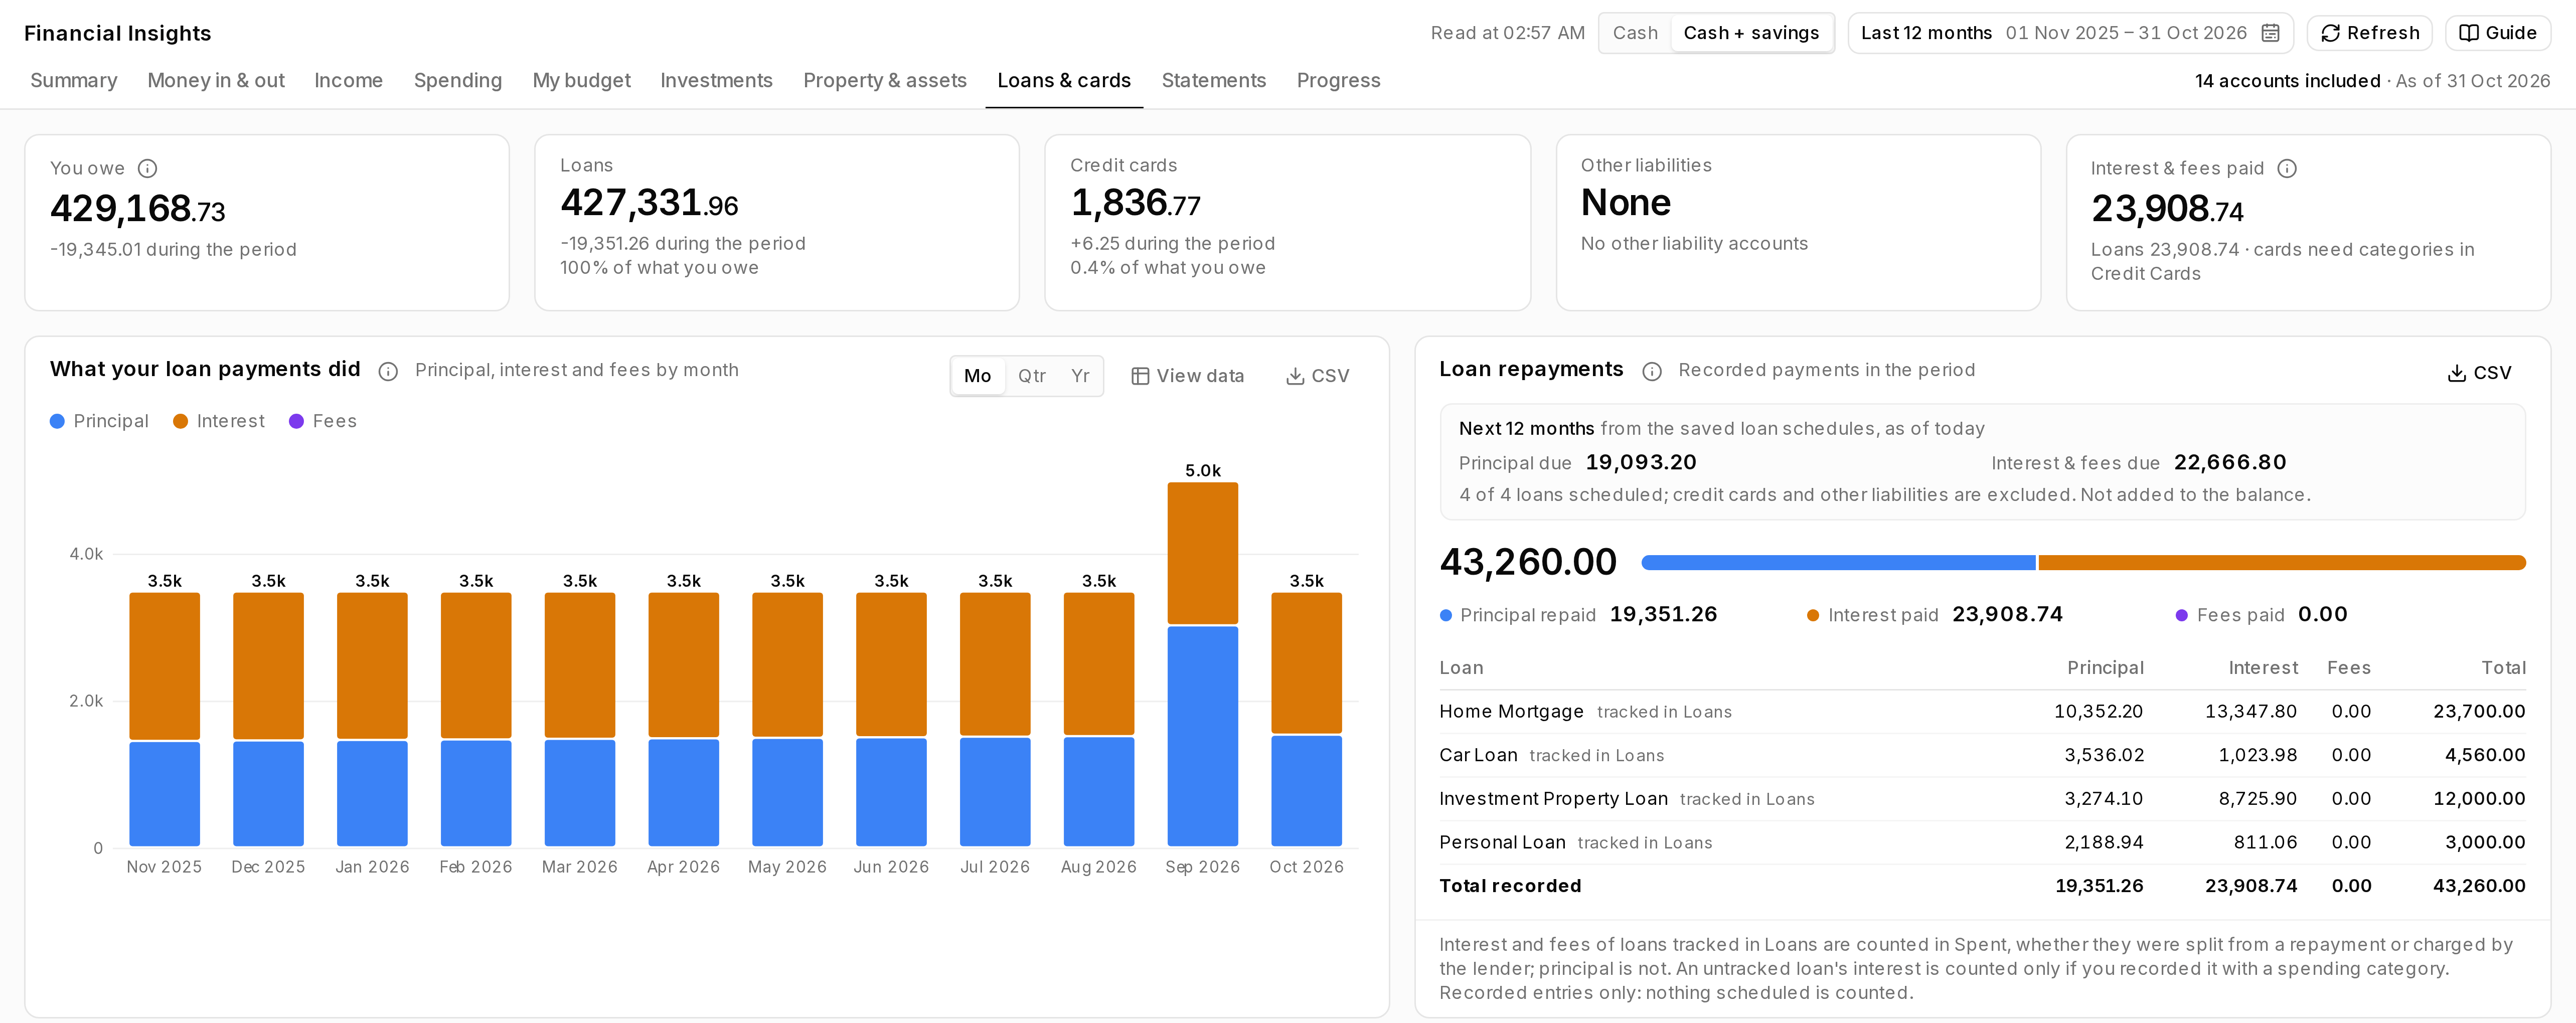 Financial Insights
Read at 02:57 AM
Cash
Cash + savings
Last 12 months 01 Nov 2025 – 31 Oct 2026
Refresh
Guide
Summary
Money in & out
Income
Spending
My budget
Investments
Property & assets
Loans & cards
Statements
Progress
14 accounts included · As of 31 Oct 2026
You owe
429,168.73
-19,345.01 during the period
Loans
427,331.96
-19,351.26 during the period
100% of what you owe
Credit cards
1,836.77
+6.25 during the period
0.4% of what you owe
Other liabilities
None
No other liability accounts
Interest & fees paid
23,908.74
Loans 23,908.74 · cards need categories in
Credit Cards
What your loan payments did
Principal, interest and fees by month
Mo
Qtr
Yr
View data
CSV
Principal
Interest
Fees
5.0k
4.0k
3.5k 3.5k 3.5k 3.5k 3.5k 3.5k 3.5k 3.5k 3.5k 3.5k 3.5k
2.0k
0
Nov 2025 Dec 2025 Jan 2026 Feb 2026 Mar 2026 Apr 2026 May 2026 Jun 2026 Jul 2026 Aug 2026 Sep 2026 Oct 2026
Loan repayments
Recorded payments in the period
CSV
Next 12 months from the saved loan schedules, as of today
Principal due 19,093.20
Interest & fees due 22,666.80
4 of 4 loans scheduled; credit cards and other liabilities are excluded. Not added to the balance.
43,260.00
Principal repaid 19,351.26
Interest paid 23,908.74
Fees paid 0.00
Loan Principal Interest Fees Total
Home Mortgage tracked in Loans 10,352.20 13,347.80 0.00 23,700.00
Car Loan tracked in Loans 3,536.02 1,023.98 0.00 4,560.00
Investment Property Loan tracked in Loans 3,274.10 8,725.90 0.00 12,000.00
Personal Loan tracked in Loans 2,188.94 811.06 0.00 3,000.00
Total recorded 19,351.26 23,908.74 0.00 43,260.00
Interest and fees of loans tracked in Loans are counted in Spent, whether they were split from a repayment or charged by
the lender; principal is not. An untracked loan's interest is counted only if you recorded it with a spending category.
Recorded entries only: nothing scheduled is counted.